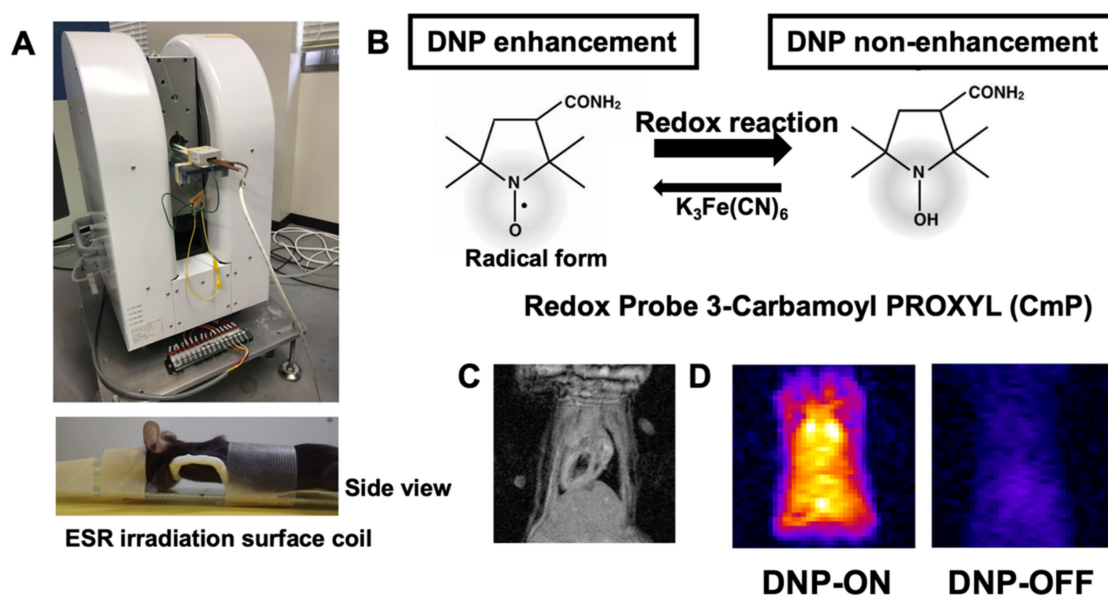 A
B
DNP enhancement
DNP non-enhancement
CONH₂
N
O
Radical form
Redox reaction
K₃Fe(CN)₆
CONH₂
N
OH
Redox Probe 3-Carbamoyl PROXYL (CmP)
Side view
ESR irradiation surface coil
C
D
DNP-ON
DNP-OFF